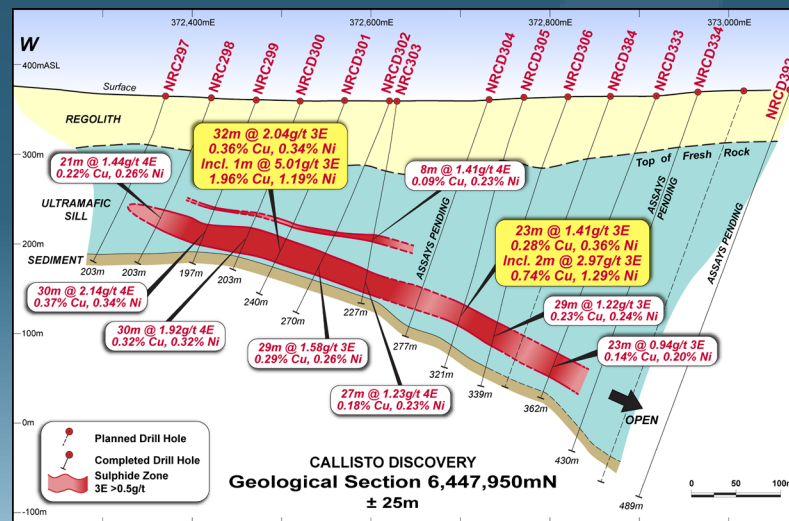 372,400mE
372,600mE
372,800mE
373,000mE
W
NRC297
NRC298
NRC299
NRCD300
NRCD301
NRCD302
NRC303
NRCD304
NRCD305
NRCD306
NRCD384
NRCD333
NRCD334
400mASL
Surface
REGOLITH
300m
Top of Fresh Rock
21m @ 1.44g/t 4E
0.22% Cu, 0.26% Ni
32m @ 2.04g/t 3E
0.36% Cu, 0.34% Ni
Incl. 1m @ 5.01g/t 3E
1.96% Cu, 1.19% Ni
8m @ 1.41g/t 4E
0.09% Cu, 0.23% Ni
ASSAYS PENDING
ASSAYS
PENDING
ASSAYS PENDING
ULTRAMAFIC
SILL
200m
23m @ 1.41g/t 3E
0.28% Cu, 0.36% Ni
Incl. 2m @ 2.97g/t 3E
0.74% Cu, 1.29% Ni
SEDIMENT
203m
203m
197m
203m
240m
270m
227m
277m
321m
339m
362m
430m
489m
30m @ 2.14g/t 4E
0.37% Cu, 0.34% Ni
30m @ 1.92g/t 4E
0.32% Cu, 0.32% Ni
29m @ 1.58g/t 3E
0.29% Cu, 0.26% Ni
27m @ 1.23g/t 4E
0.18% Cu, 0.23% Ni
29m @ 1.22g/t 3E
0.23% Cu, 0.24% Ni
23m @ 0.94g/t 3E
0.14% Cu, 0.20% Ni
100m
0m
-100m
OPEN
Planned Drill Hole
Completed Drill Hole
Sulphide Zone
3E >0.5g/t
CALLISTO DISCOVERY
Geological Section 6,447,950mN
± 25m
0
50
100m